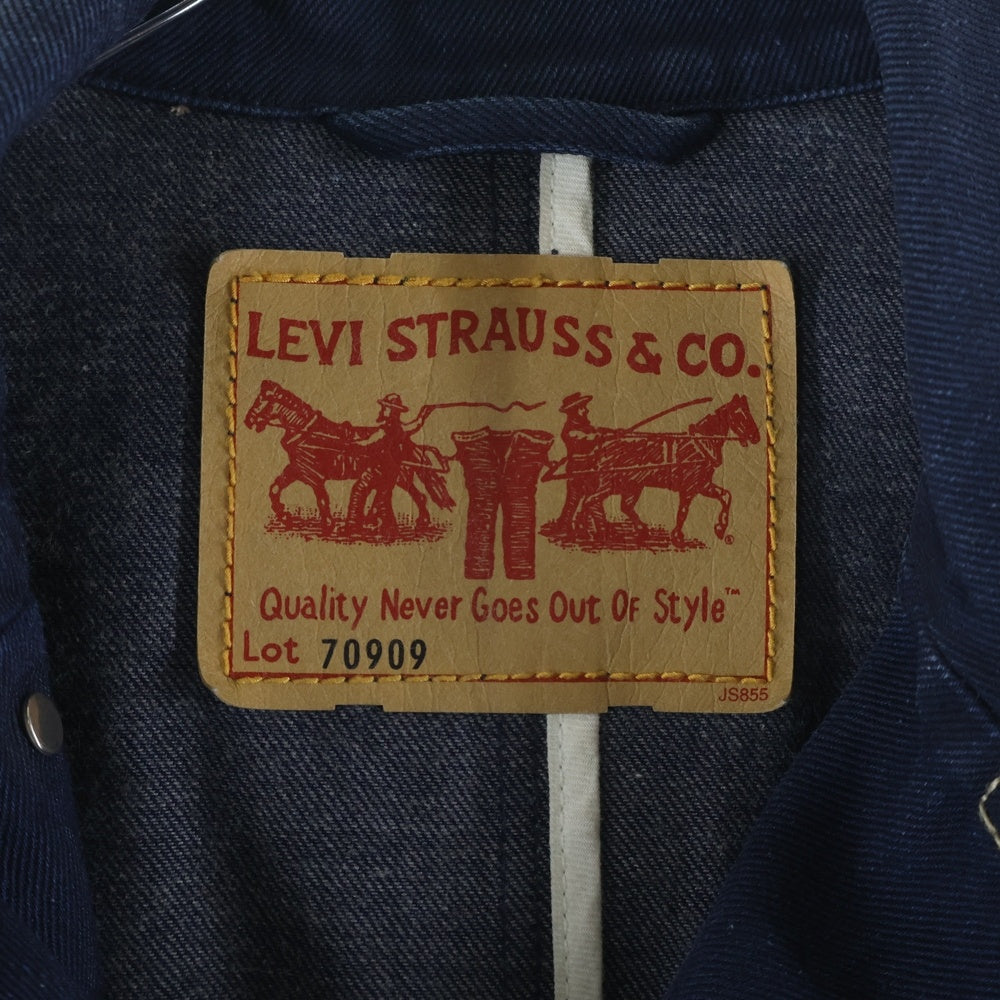 LEVI STRAUSS & CO.
®
Quality Never Goes Out Of Style™
Lot 70909
JS855